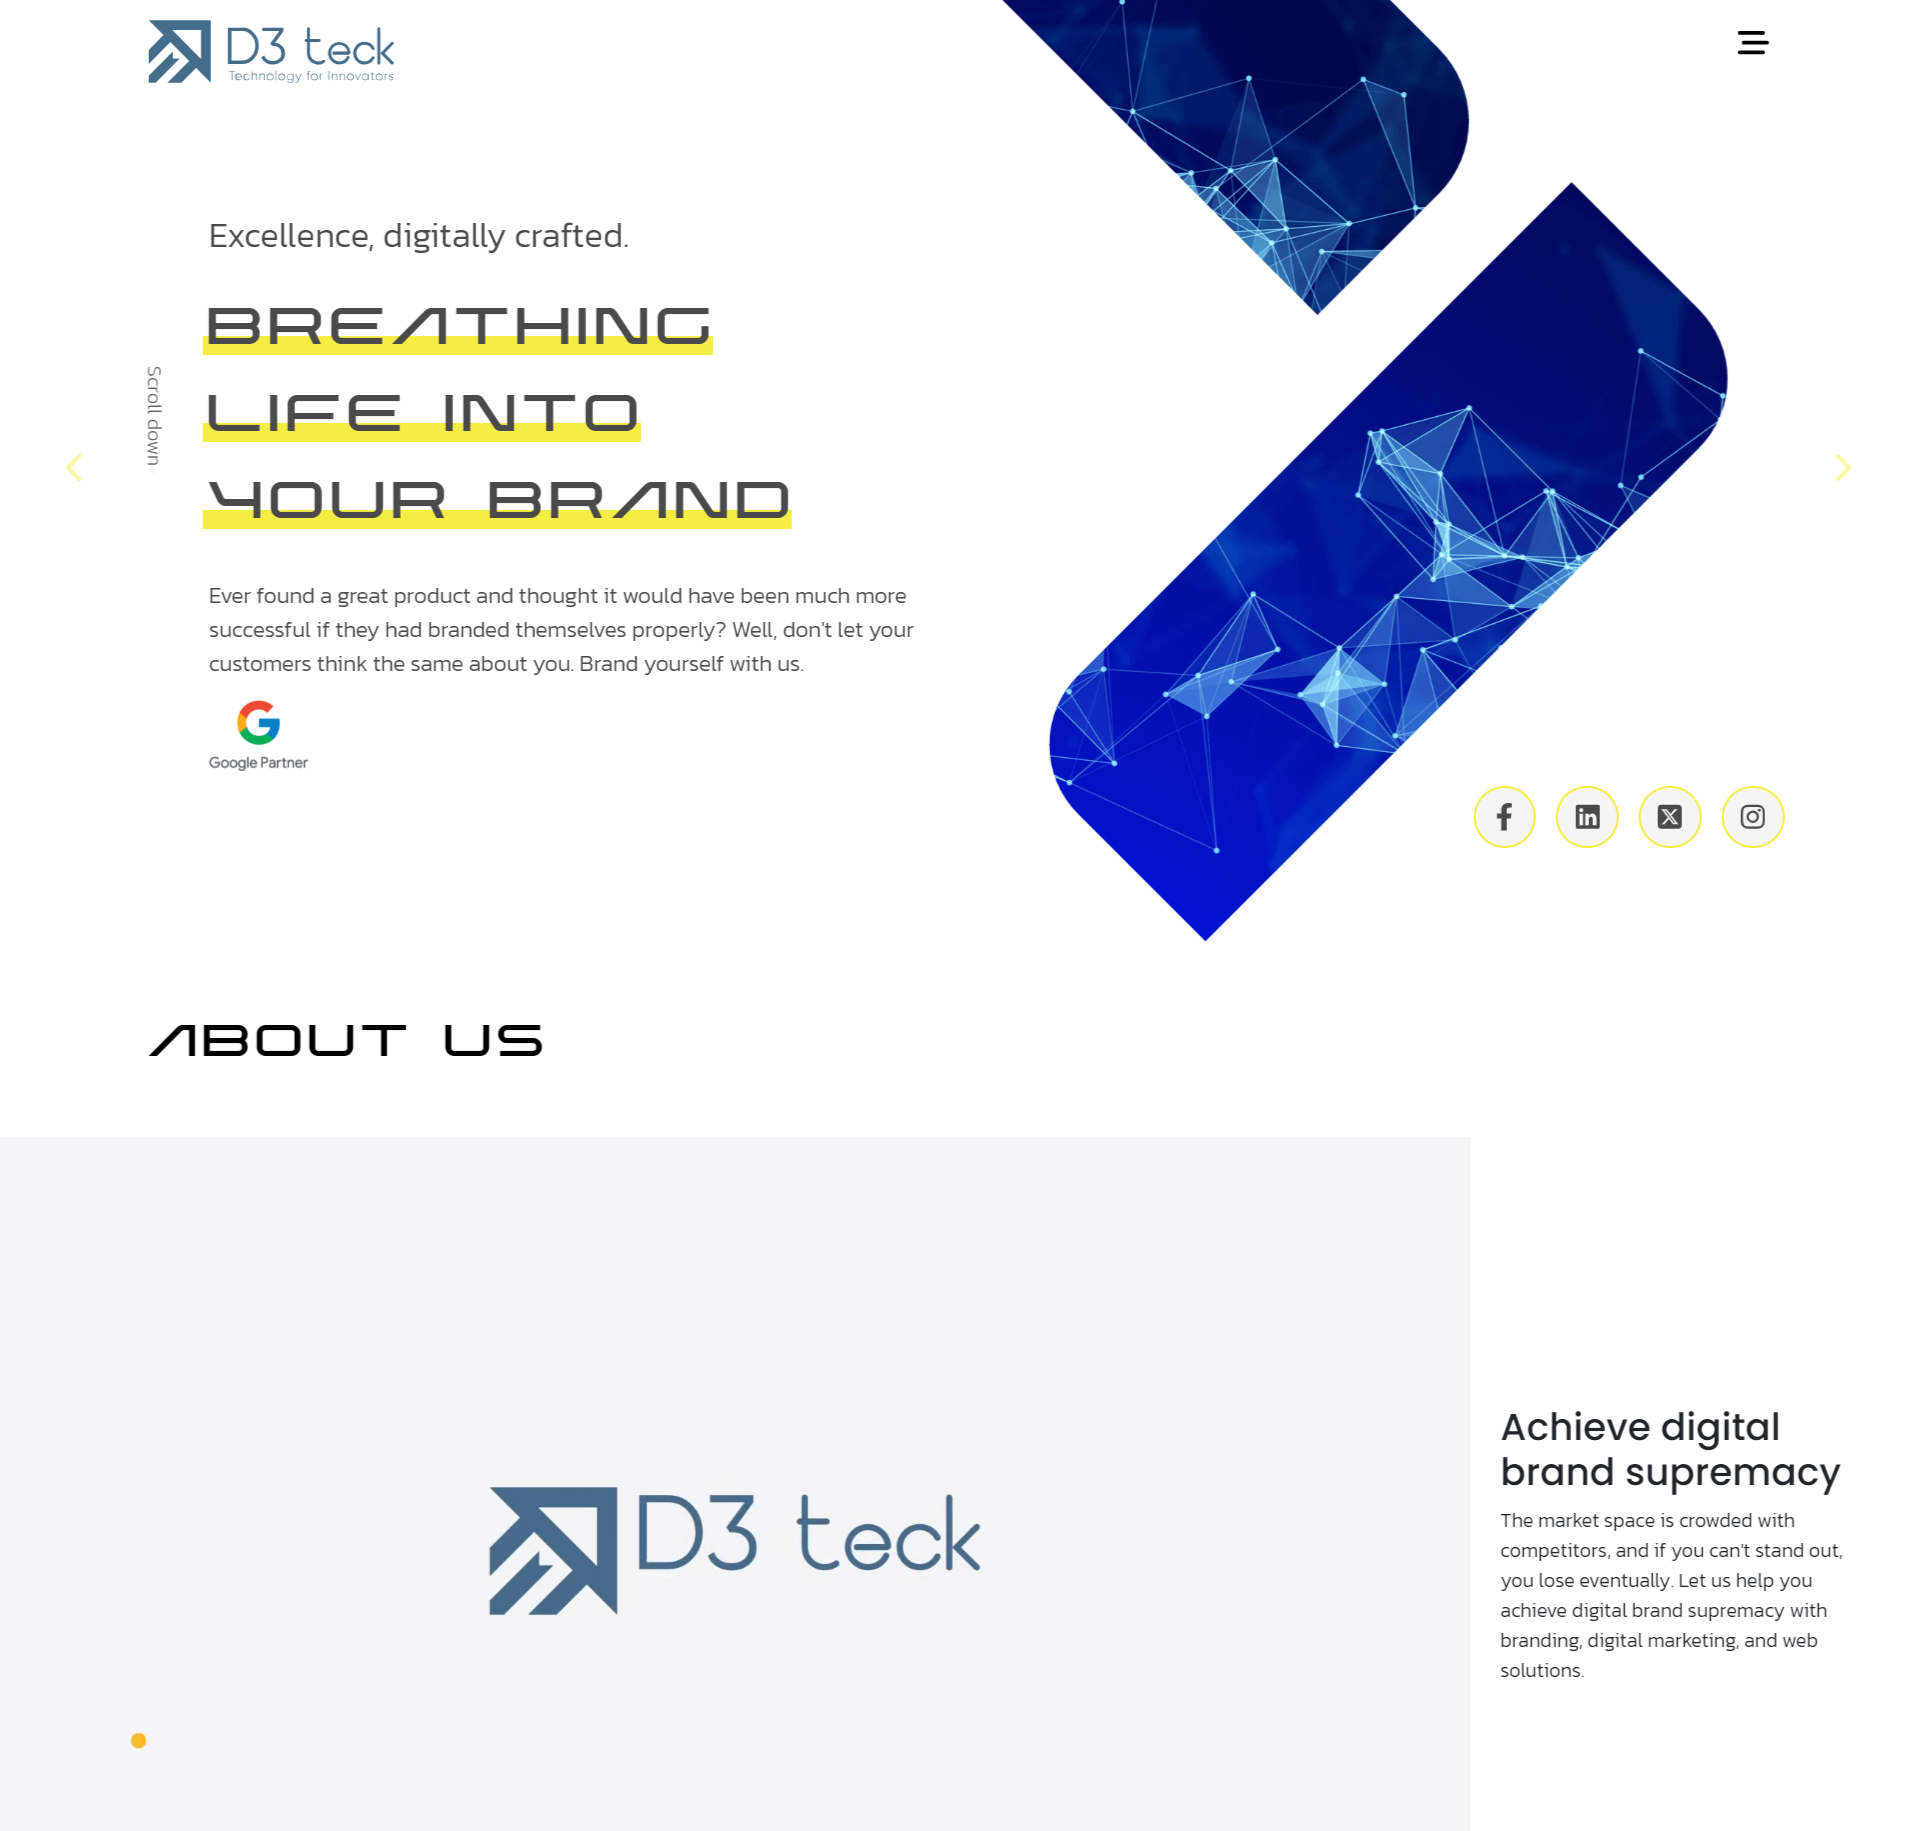 D3 teck
Technology for Innovators
Excellence, digitally crafted.
BREATHING
LIFE INTO
YOUR BRAND
Scroll down
Ever found a great product and thought it would have been much more
successful if they had branded themselves properly? Well, don't let your
customers think the same about you. Brand yourself with us.
Google Partner
ABOUT US
D3 teck
Achieve digital
brand supremacy
The market space is crowded with
competitors, and if you can't stand out,
you lose eventually. Let us help you
achieve digital brand supremacy with
branding, digital marketing, and web
solutions.